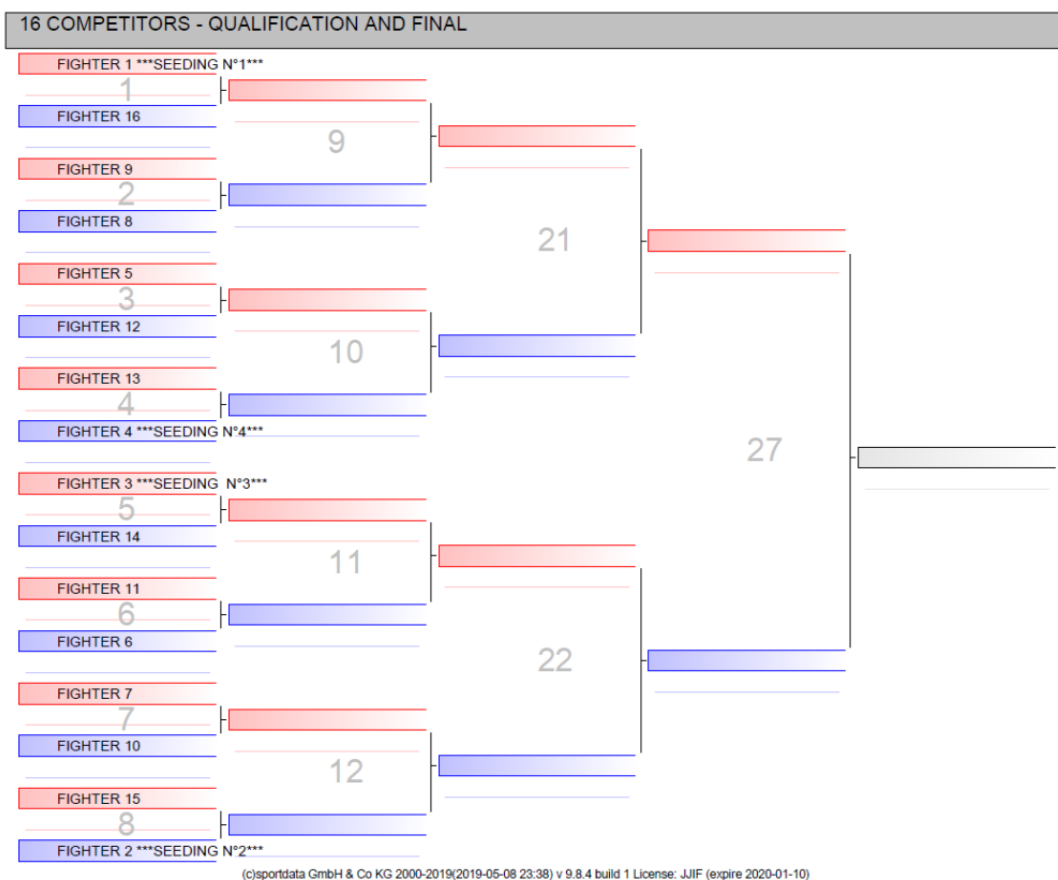 16 COMPETITORS - QUALIFICATION AND FINAL
FIGHTER 1 ***SEEDING N°1***
1
FIGHTER 16
9
FIGHTER 9
2
FIGHTER 8
21
FIGHTER 5
3
FIGHTER 12
10
FIGHTER 13
4
FIGHTER 4 ***SEEDING N°4***
27
FIGHTER 3 ***SEEDING N°3***
5
FIGHTER 14
11
FIGHTER 11
6
FIGHTER 6
22
FIGHTER 7
7
FIGHTER 10
12
FIGHTER 15
8
FIGHTER 2 ***SEEDING N°2***
(c)sportdata GmbH & Co KG 2000-2019(2019-05-08 23:38) v 9.8.4 build 1 License: JJIF (expire 2020-01-10)